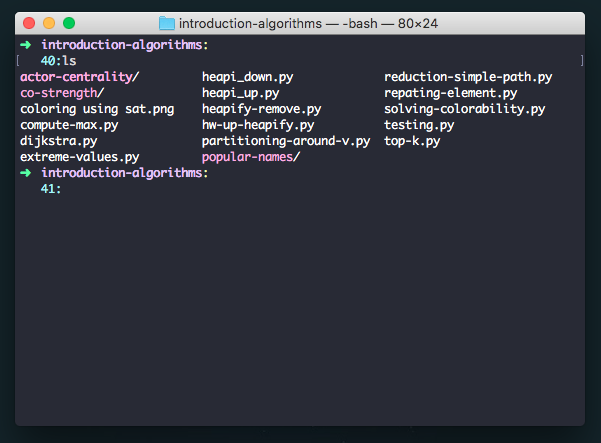 introduction-algorithms — -bash — 80×24
➜ introduction-algorithms:
[ 40:ls ]
actor-centrality/ heapi_down.py reduction-simple-path.py
co-strength/ heapi_up.py repating-element.py
coloring using sat.png heapify-remove.py solving-colorability.py
compute-max.py hw-up-heapify.py testing.py
dijkstra.py partitioning-around-v.py top-k.py
extreme-values.py popular-names/
➜ introduction-algorithms:
41: